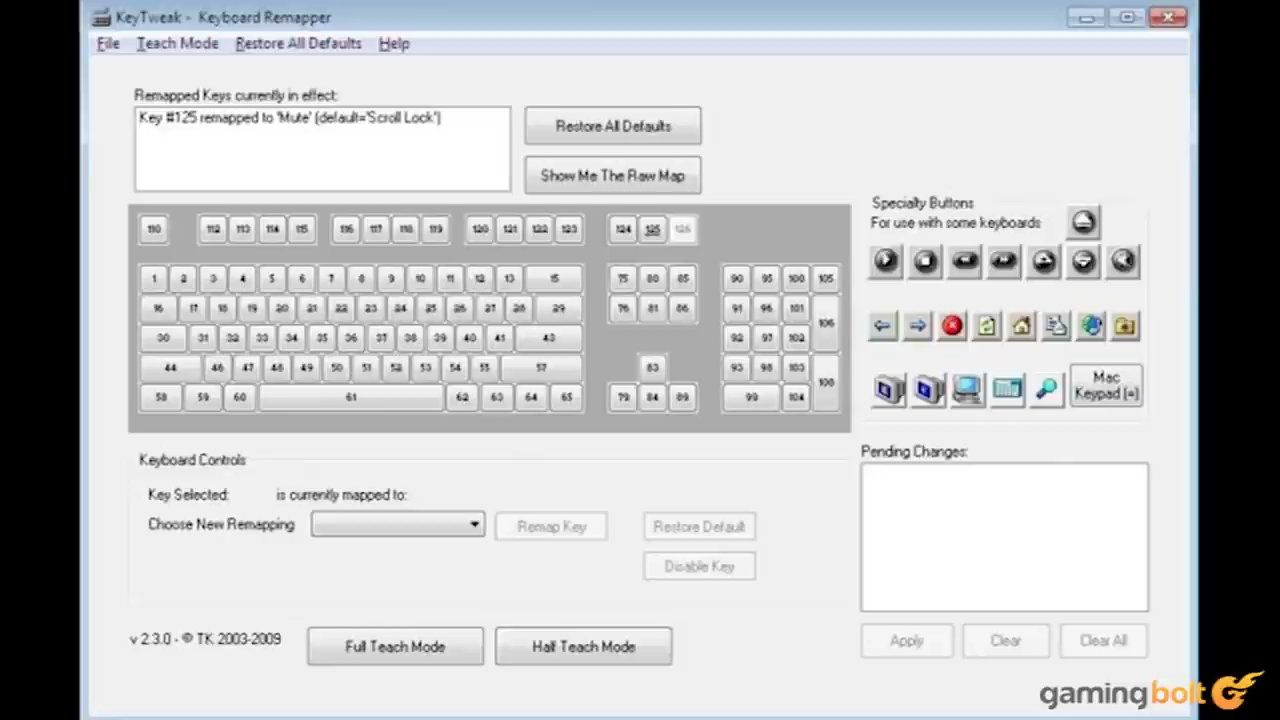 KeyTweak - Keyboard Remapper
File Teach Mode Restore All Defaults Help
Remapped Keys currently in effect:
Key #125 remapped to 'Mute' (default='Scroll Lock')
Restore All Defaults
Show Me The Raw Map
Specialty Buttons
For use with some keyboards
110 112 113 114 115 116 117 118 119 120 121 122 123 124 125 126
1 2 3 4 5 6 7 8 9 10 11 12 13 15 75 80 85 90 95 100 105
16 17 18 19 20 21 22 23 24 25 26 27 28 29 76 81 86 91 96 101
106
30 31 32 33 34 35 36 37 38 39 40 41 43 92 97 102
44 46 47 48 49 50 51 52 53 54 55 57 83 93 98 103
108
58 59 60 61 62 63 64 65 79 84 89 99 104
Mac
Keypad (=)
Keyboard Controls
Key Selected: is currently mapped to:
Choose New Remapping
Remap Key
Restore Default
Disable Key
Pending Changes:
v 2.3.0 - © TK 2003-2009
Full Teach Mode
Half Teach Mode
Apply
Clear
Clear All
gamingbolt